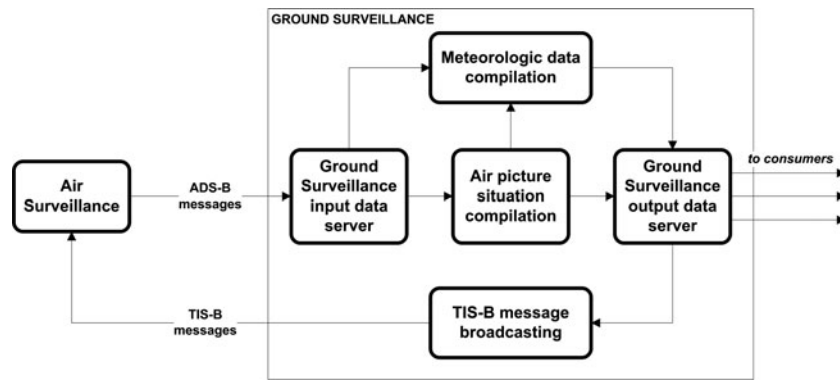 GROUND SURVEILLANCE
Meteorologic data
compilation
to consumers
Air
Surveillance
ADS-B
messages
Ground
Surveillance
input data
server
Air picture
situation
compilation
Ground
Surveillance
output data
server
TIS-B
messages
TIS-B message
broadcasting